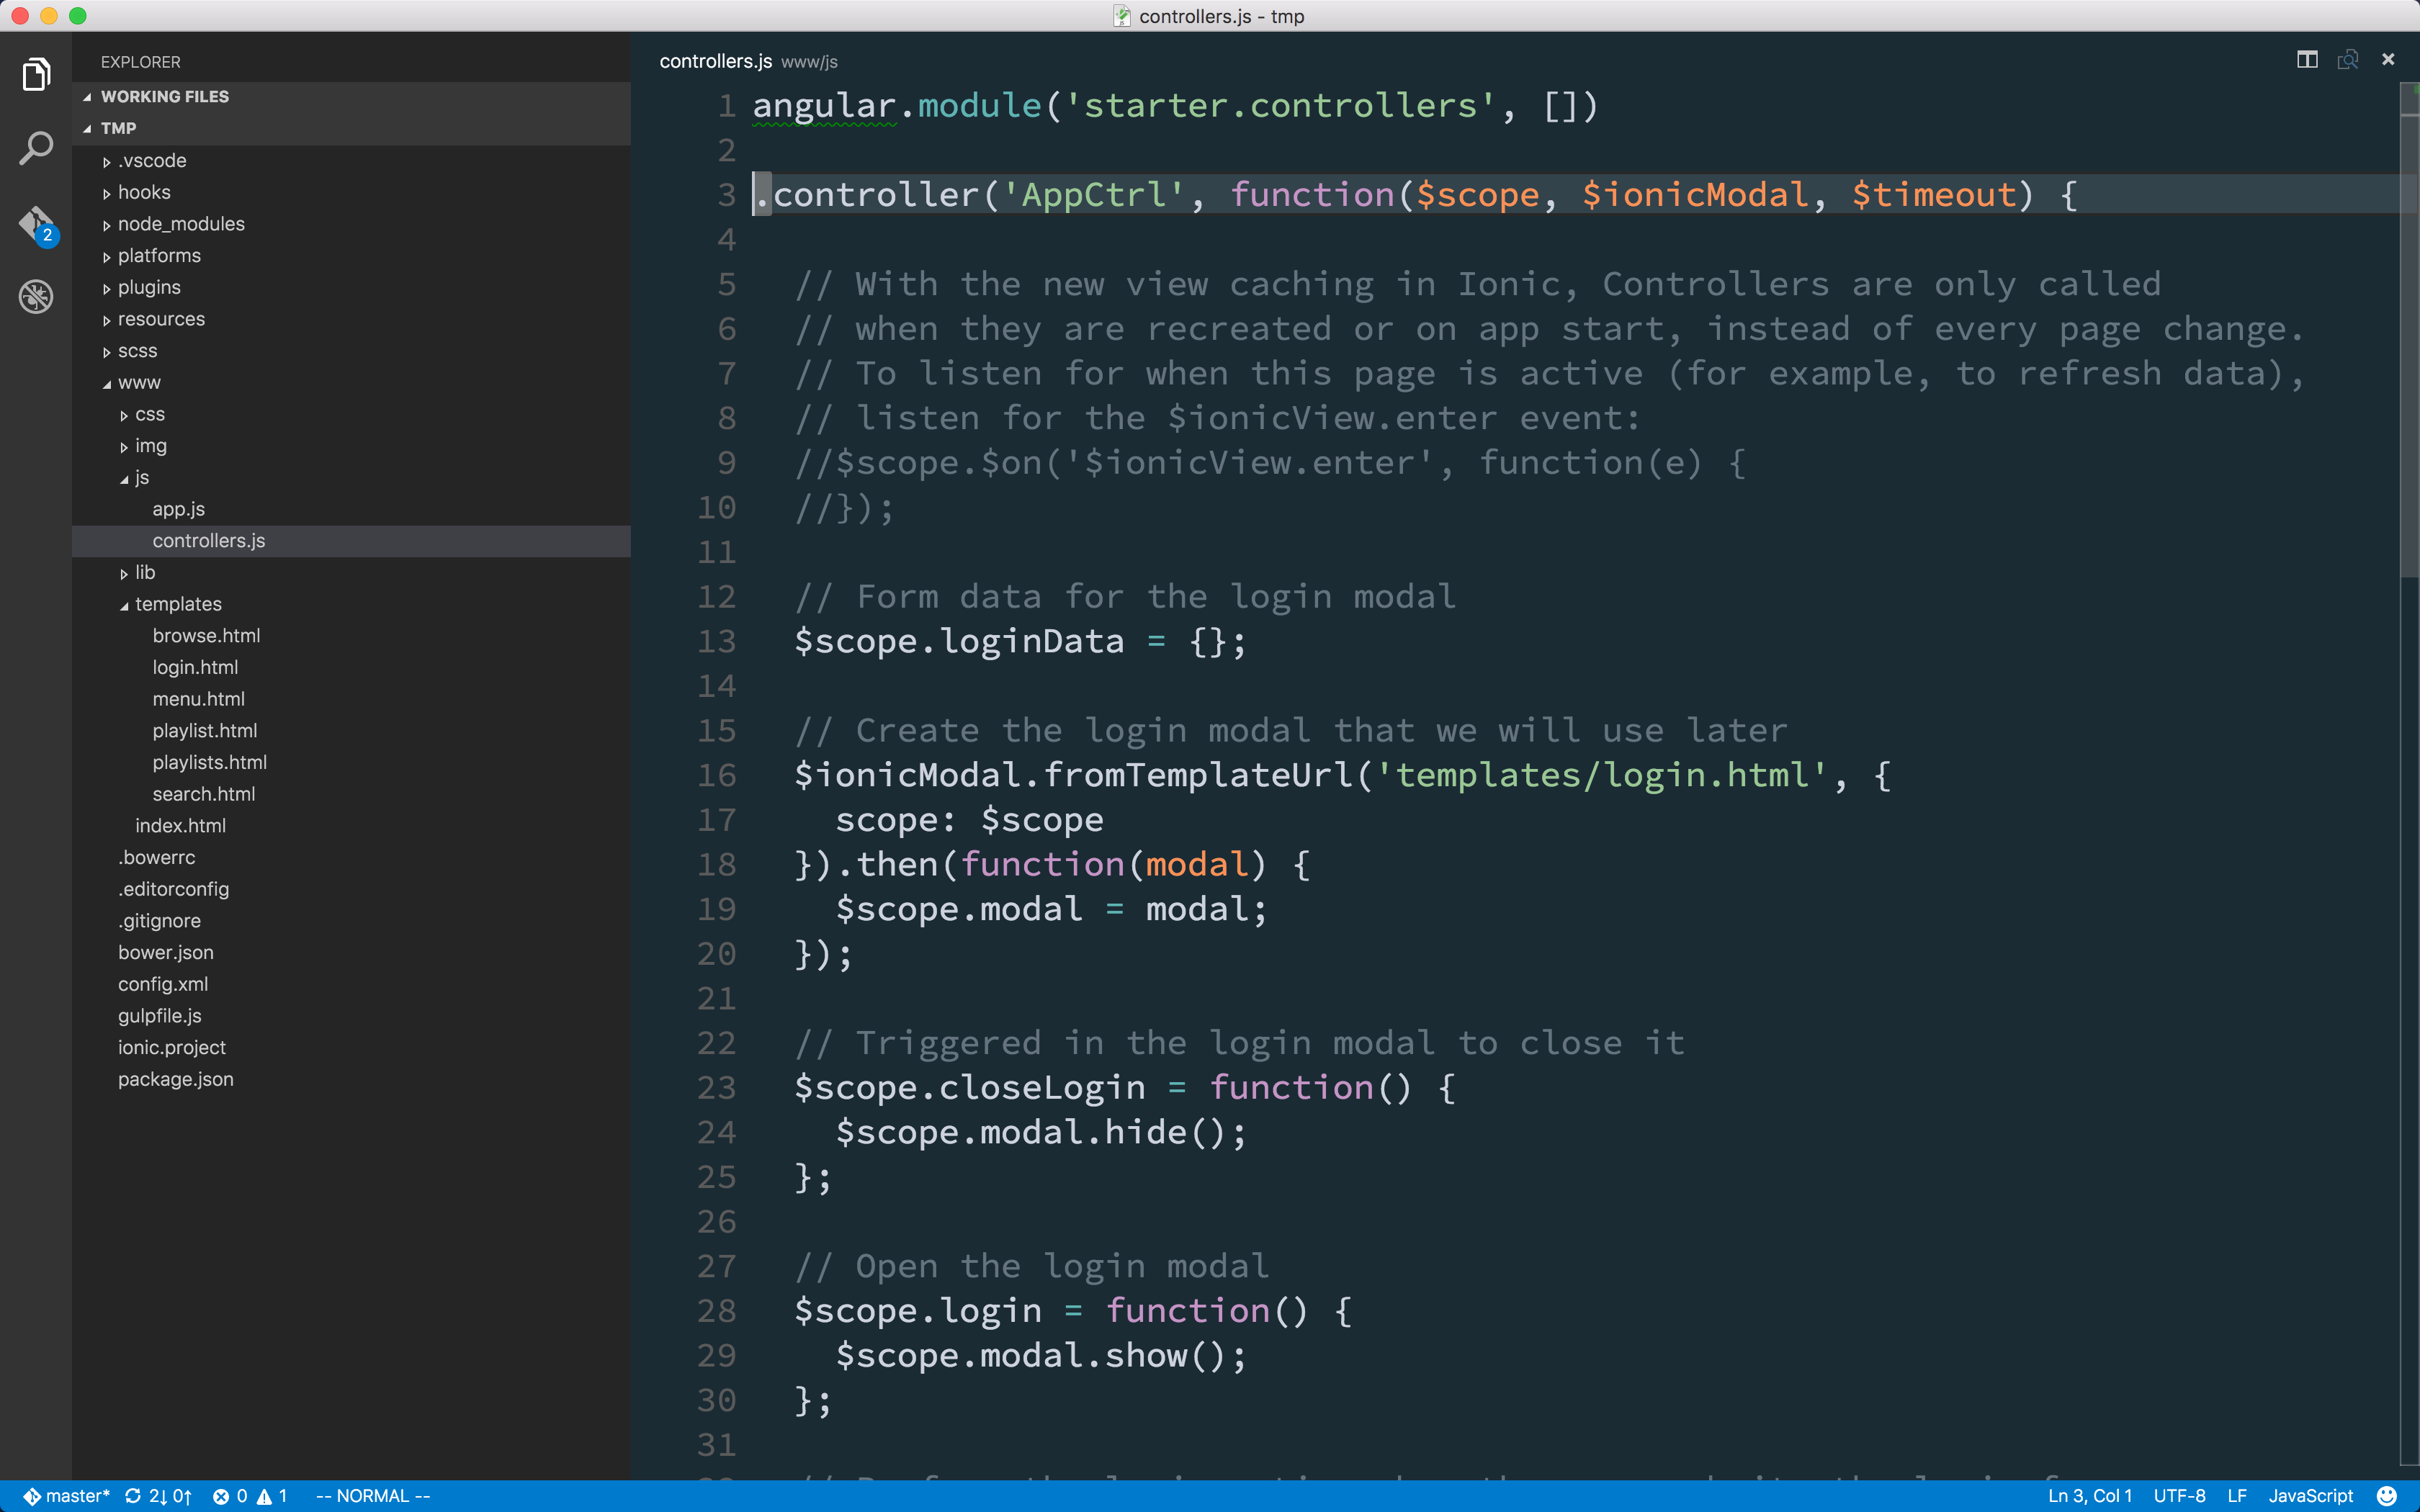 controllers.js - tmp
EXPLORER
WORKING FILES
TMP
.vscode
hooks
node_modules
platforms
plugins
resources
scss
www
css
img
js
app.js
controllers.js
lib
templates
browse.html
login.html
menu.html
playlist.html
playlists.html
search.html
index.html
.bowerrc
.editorconfig
.gitignore
bower.json
config.xml
gulpfile.js
ionic.project
package.json
2
controllers.js www/js
1 angular.module('starter.controllers', [])
2
3 .controller('AppCtrl', function($scope, $ionicModal, $timeout) {
4
5 // With the new view caching in Ionic, Controllers are only called
6 // when they are recreated or on app start, instead of every page change.
7 // To listen for when this page is active (for example, to refresh data),
8 // listen for the $ionicView.enter event:
9 //$scope.$on('$ionicView.enter', function(e) {
10 //});
11
12 // Form data for the login modal
13 $scope.loginData = {};
14
15 // Create the login modal that we will use later
16 $ionicModal.fromTemplateUrl('templates/login.html', {
17 scope: $scope
18 }).then(function(modal) {
19 $scope.modal = modal;
20 });
21
22 // Triggered in the login modal to close it
23 $scope.closeLogin = function() {
24 $scope.modal.hide();
25 };
26
27 // Open the login modal
28 $scope.login = function() {
29 $scope.modal.show();
30 };
31
master* 2↓ 0↑ 0 1 -- NORMAL -- Ln 3, Col 1 UTF-8 LF JavaScript